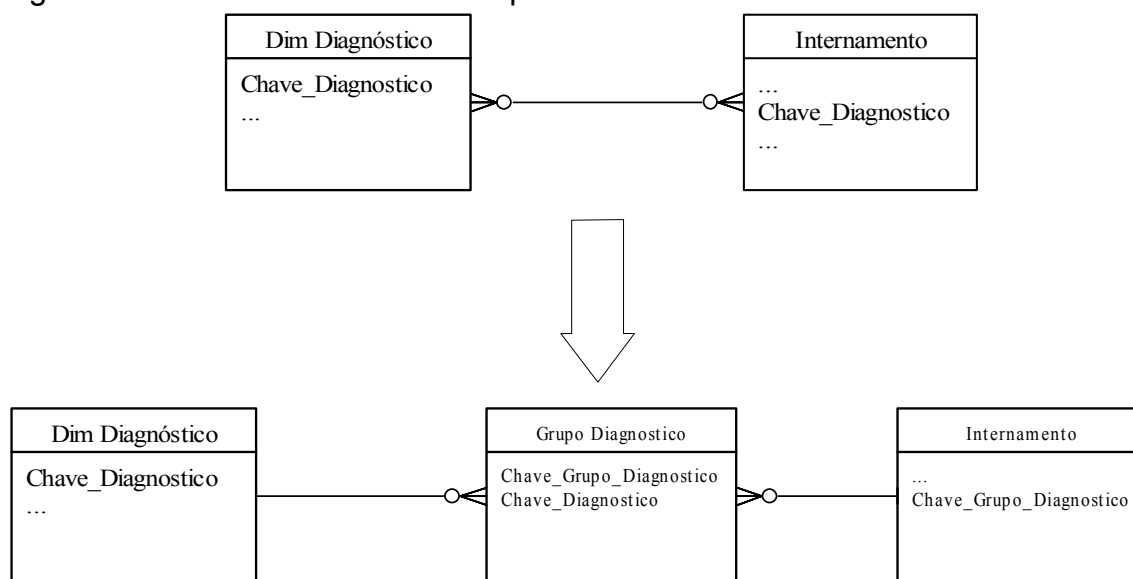 Dim Diagnóstico
Chave_Diagnostico
...
Internamento
...
Chave_Diagnostico
...
Dim Diagnóstico
Chave_Diagnostico
...
Grupo Diagnostico
Chave_Grupo_Diagnostico
Chave_Diagnostico
Internamento
...
Chave_Grupo_Diagnostico